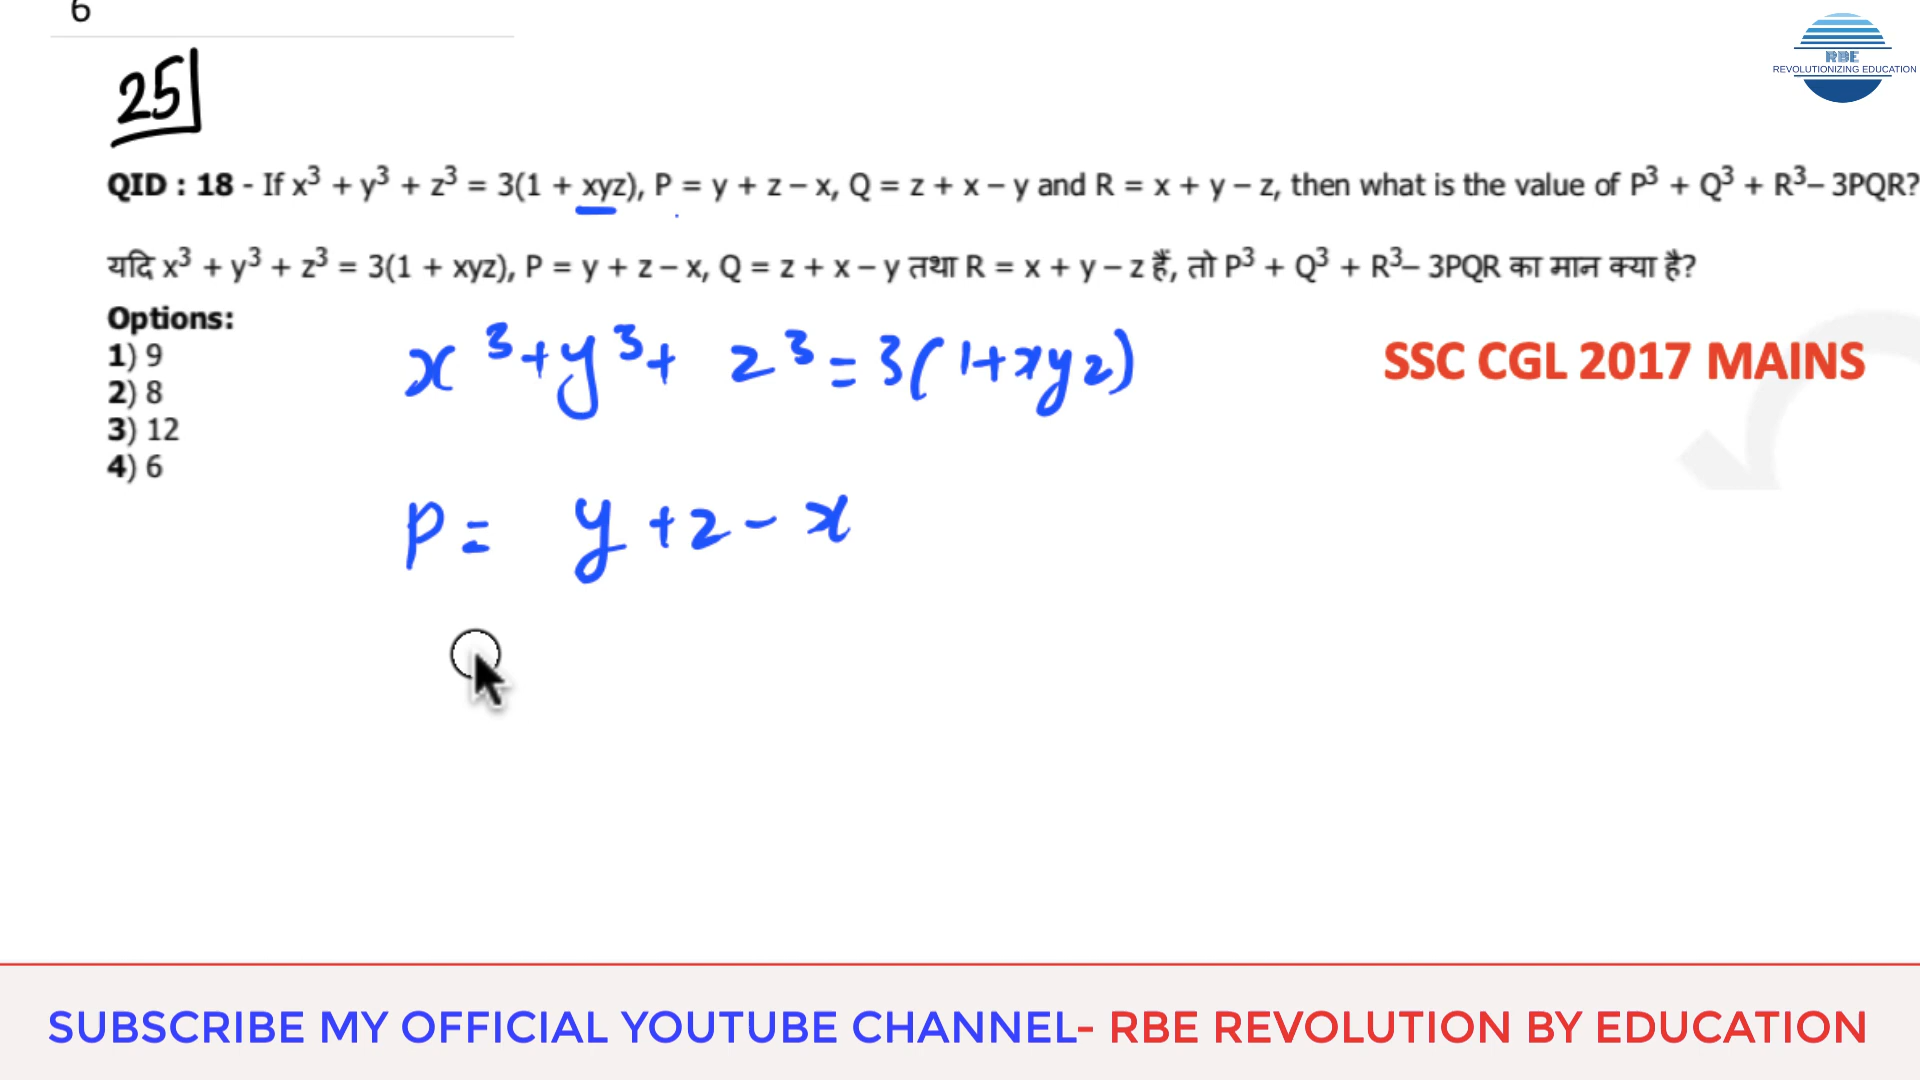 6
25
RBE
REVOLUTIONIZING EDUCATION
QID : 18 - If x³ + y³ + z³ = 3(1 + xyz), P = y + z – x, Q = z + x – y and R = x + y – z, then what is the value of P³ + Q³ + R³– 3PQR?
यदि x³ + y³ + z³ = 3(1 + xyz), P = y + z – x, Q = z + x – y तथा R = x + y – z हैं, तो P³ + Q³ + R³– 3PQR का मान क्या है?
Options:
1) 9
2) 8
3) 12
4) 6
x³+y³+ z³=3(1+xyz)
SSC CGL 2017 MAINS
P= y+z-x
SUBSCRIBE MY OFFICIAL YOUTUBE CHANNEL- RBE REVOLUTION BY EDUCATION